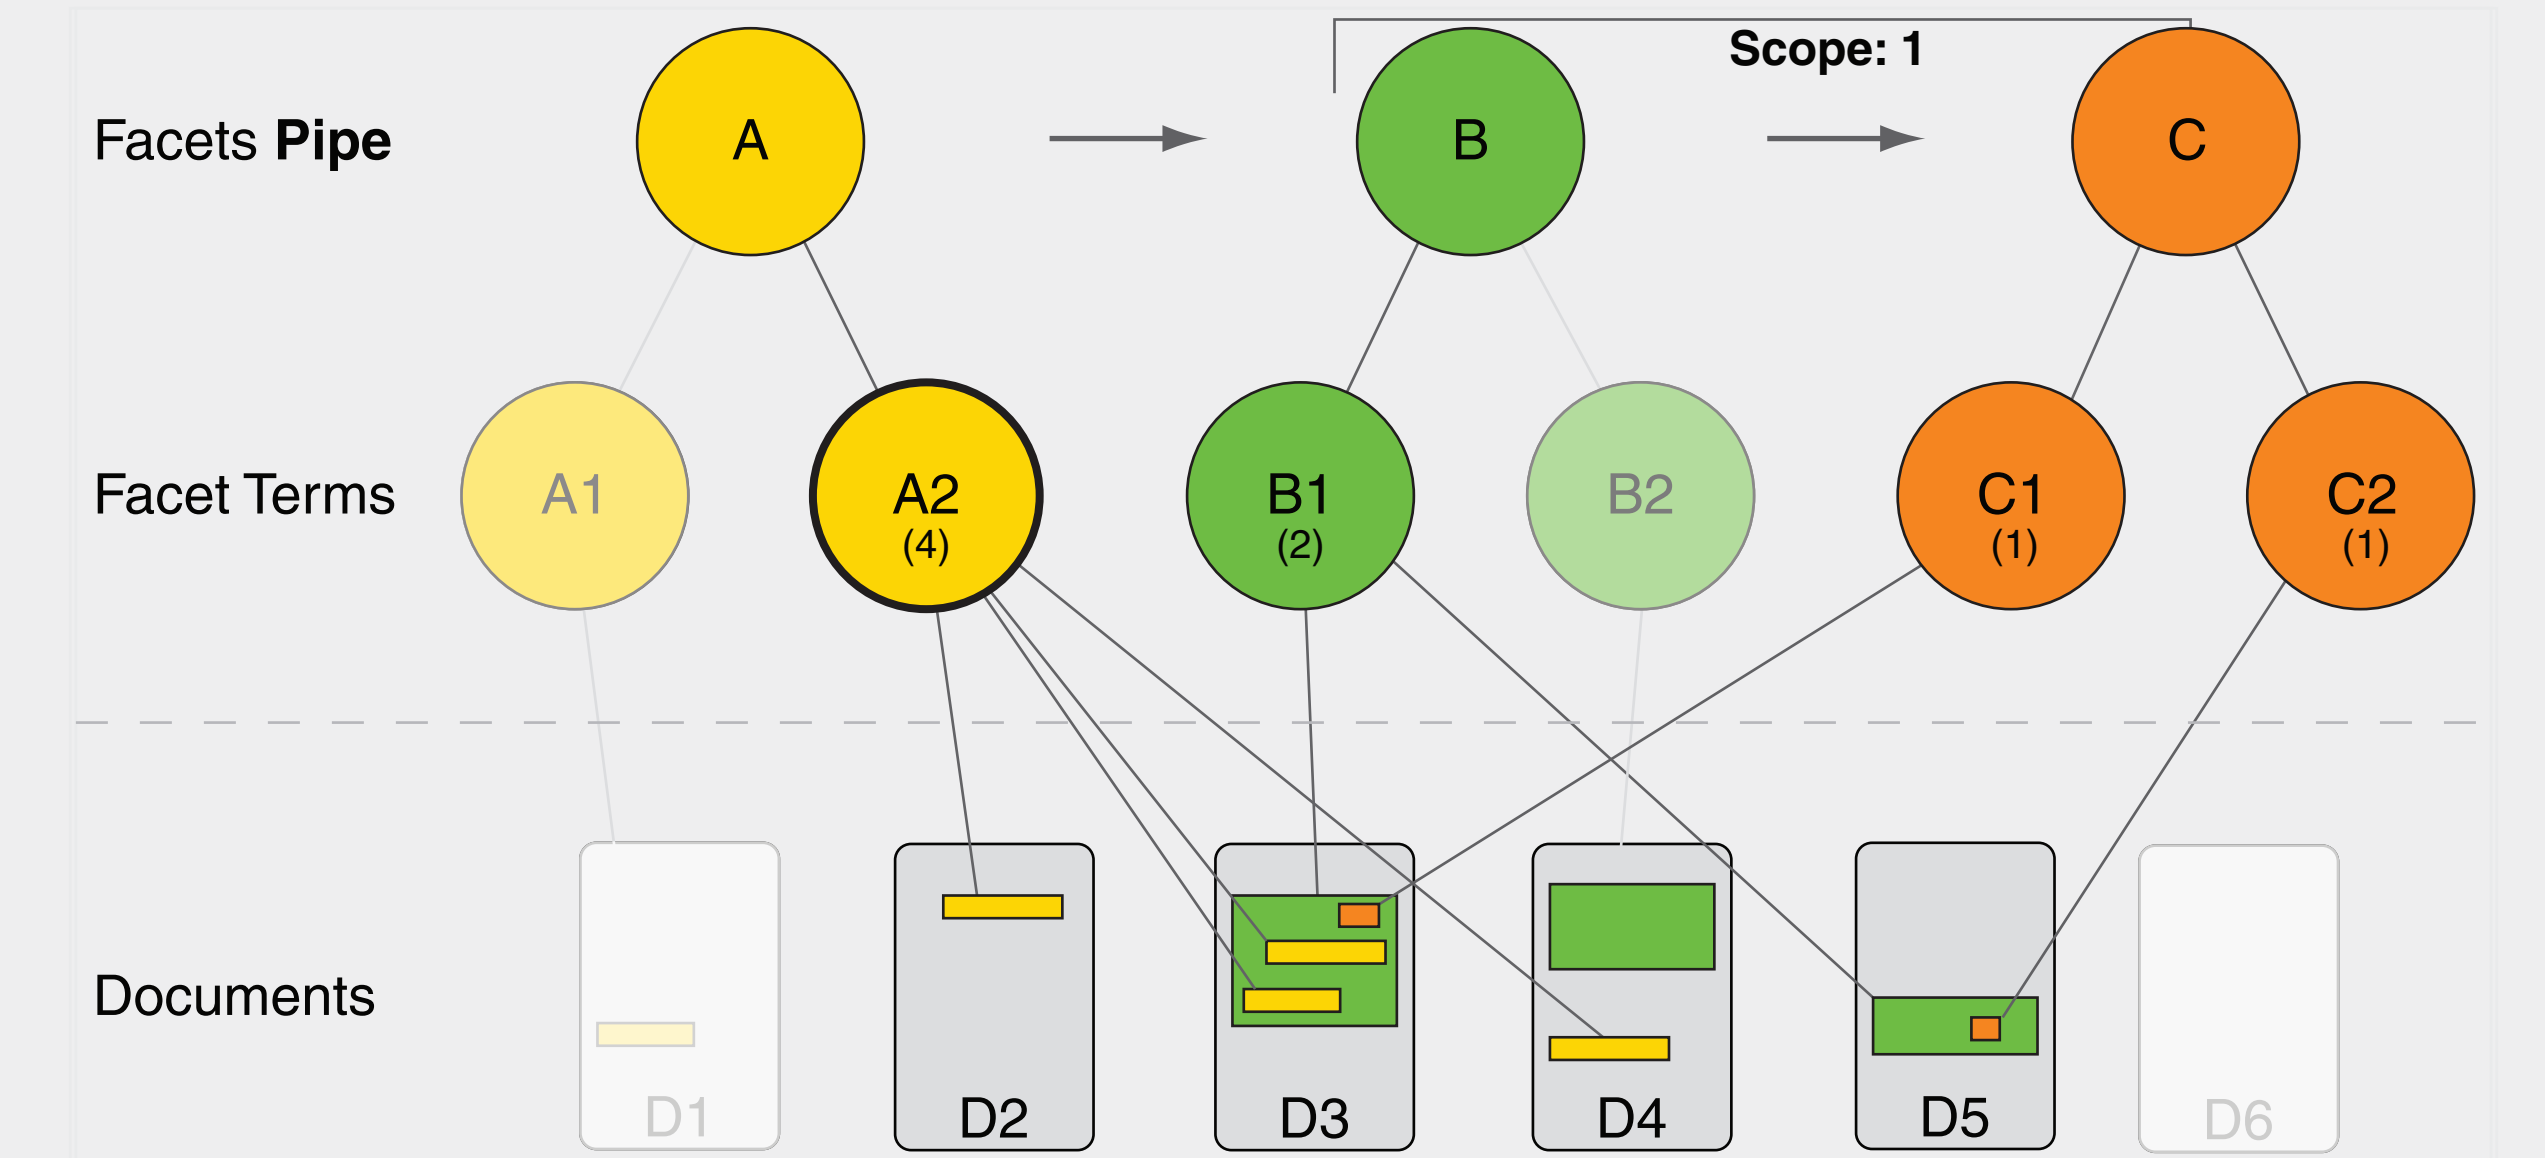 Scope: 1
Facets Pipe
A
B
C
Facet Terms
A1
A2
(4)
B1
(2)
B2
C1
(1)
C2
(1)
Documents
D1
D2
D3
D4
D5
D6